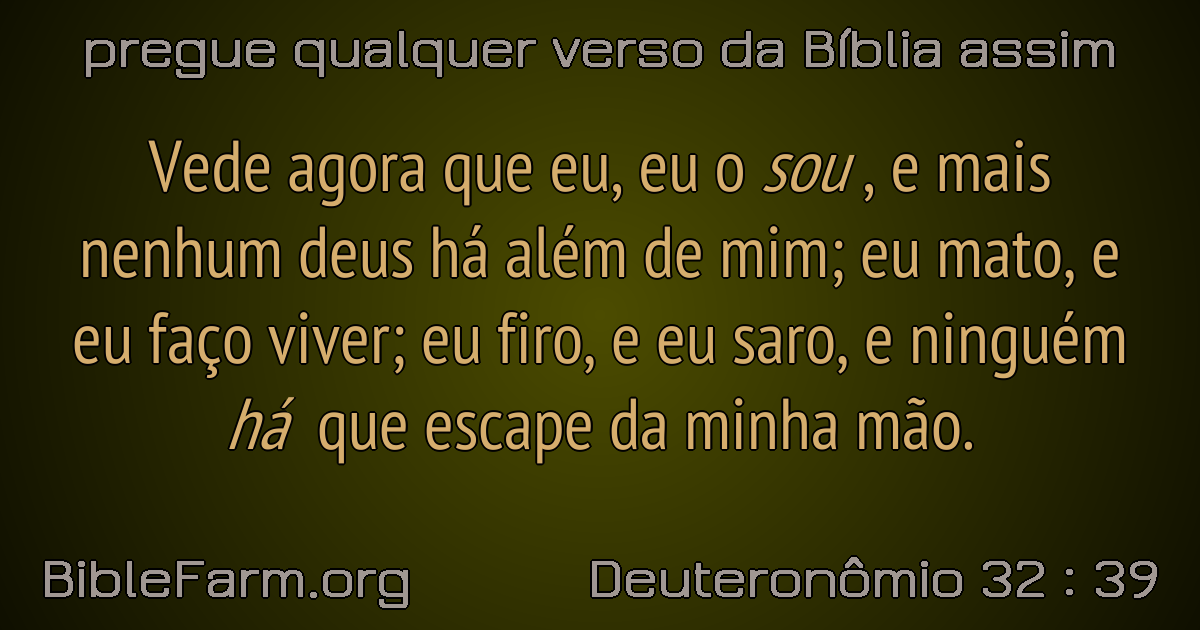 pregue qualquer verso da Bíblia assim
Vede agora que eu, eu o sou , e mais
nenhum deus há além de mim; eu mato, e
eu faço viver; eu firo, e eu saro, e ninguém
há que escape da minha mão.
BibleFarm.org
Deuteronômio 32 : 39